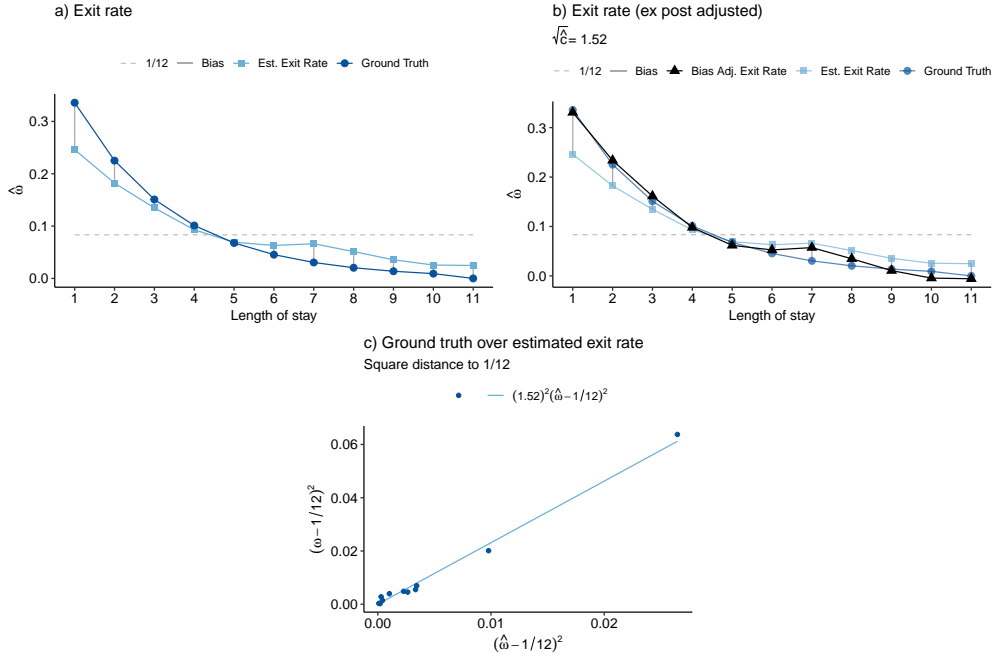 a) Exit rate
1/12 Bias Est. Exit Rate Ground Truth
0.3
0.2
0.1
0.0
ω̂
1 2 3 4 5 6 7 8 9 10 11
Length of stay
b) Exit rate (ex post adjusted)
√ĉ = 1.52
1/12 Bias Bias Adj. Exit Rate Est. Exit Rate Ground Truth
0.3
0.2
0.1
0.0
ω̂
1 2 3 4 5 6 7 8 9 10 11
Length of stay
c) Ground truth over estimated exit rate
Square distance to 1/12
(1.52)²(ω̂−1/12)²
0.06
0.04
0.02
0.00
(ω−1/12)²
0.00 0.01 0.02
(ω̂−1/12)²